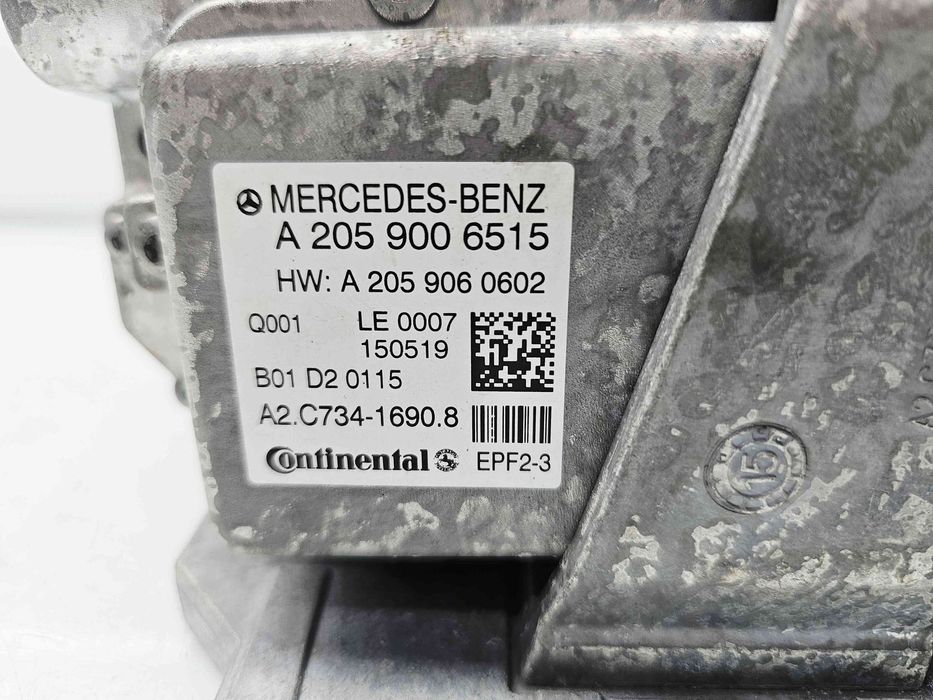 MERCEDES-BENZ
A 205 900 6515
HW: A 205 906 0602
Q001 LE 0007
150519
B01 D2 0115
A2.C734-1690.8
Continental EPF2-3
15